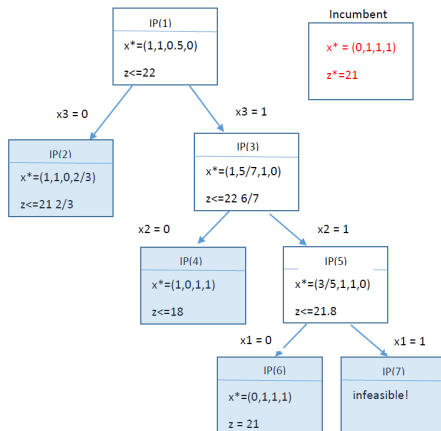 IP(1)
x*=(1,1,0.5,0)
z<=22
Incumbent
x* = (0,1,1,1)
z*=21
x3 = 0
x3 = 1
IP(2)
x*=(1,1,0,2/3)
z<=21 2/3
IP(3)
x*=(1,5/7,1,0)
z<=22 6/7
x2 = 0
x2 = 1
IP(4)
x*=(1,0,1,1)
z<=18
IP(5)
x*=(3/5,1,1,0)
z<=21.8
x1 = 0
x1 = 1
IP(6)
x*=(0,1,1,1)
z = 21
IP(7)
infeasible!